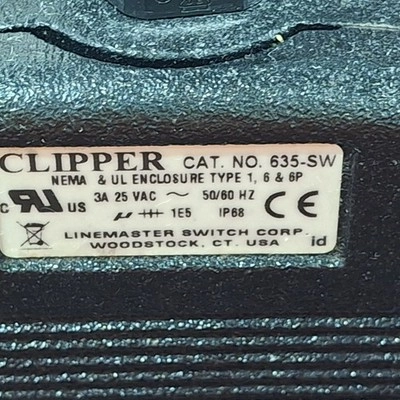 CLIPPER CAT. NO. 635-SW
NEMA & UL ENCLOSURE TYPE 1, 6 & 6P
C UR US 3A 25 VAC ~ 50/60 HZ
µ 1E5 IP68 CE
LINEMASTER SWITCH CORP.
WOODSTOCK, CT. USA id